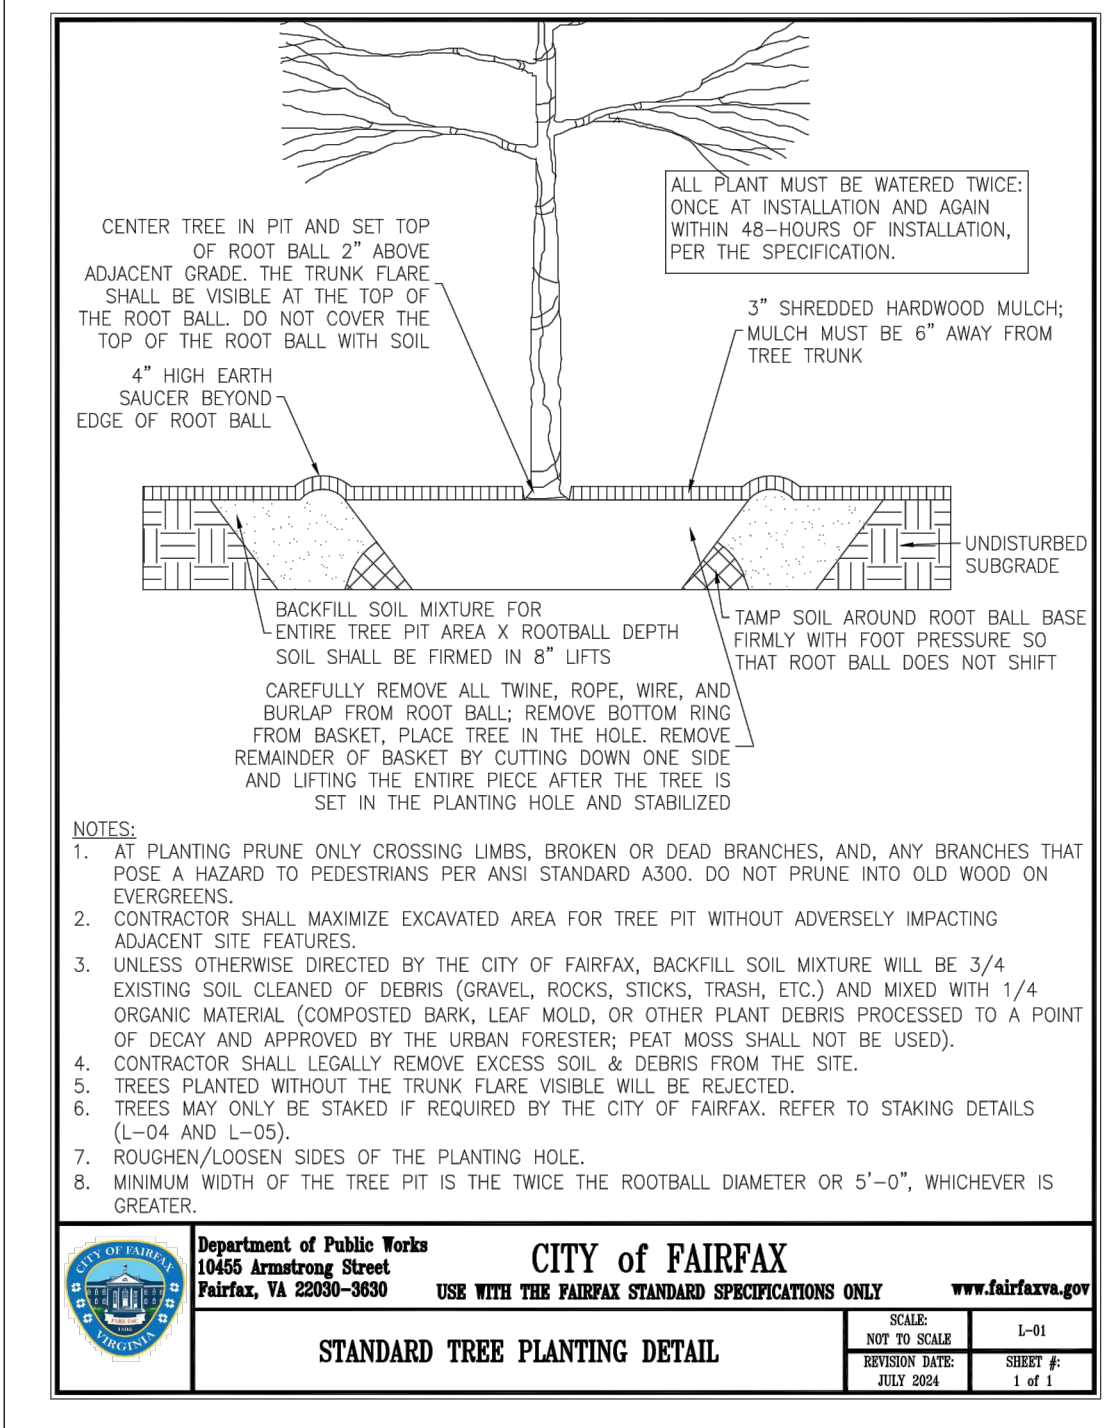 ALL PLANT MUST BE WATERED TWICE:
ONCE AT INSTALLATION AND AGAIN
WITHIN 48-HOURS OF INSTALLATION,
PER THE SPECIFICATION.
CENTER TREE IN PIT AND SET TOP
OF ROOT BALL 2" ABOVE
ADJACENT GRADE. THE TRUNK FLARE
SHALL BE VISIBLE AT THE TOP OF
THE ROOT BALL. DO NOT COVER THE
TOP OF THE ROOT BALL WITH SOIL
3" SHREDDED HARDWOOD MULCH;
MULCH MUST BE 6" AWAY FROM
TREE TRUNK
4" HIGH EARTH
SAUCER BEYOND
EDGE OF ROOT BALL
UNDISTURBED
SUBGRADE
BACKFILL SOIL MIXTURE FOR
ENTIRE TREE PIT AREA X ROOTBALL DEPTH
SOIL SHALL BE FIRMED IN 8" LIFTS
TAMP SOIL AROUND ROOT BALL BASE
FIRMLY WITH FOOT PRESSURE SO
THAT ROOT BALL DOES NOT SHIFT
CAREFULLY REMOVE ALL TWINE, ROPE, WIRE, AND
BURLAP FROM ROOT BALL; REMOVE BOTTOM RING
FROM BASKET, PLACE TREE IN THE HOLE. REMOVE
REMAINDER OF BASKET BY CUTTING DOWN ONE SIDE
AND LIFTING THE ENTIRE PIECE AFTER THE TREE IS
SET IN THE PLANTING HOLE AND STABILIZED
NOTES:
1. AT PLANTING PRUNE ONLY CROSSING LIMBS, BROKEN OR DEAD BRANCHES, AND, ANY BRANCHES THAT
POSE A HAZARD TO PEDESTRIANS PER ANSI STANDARD A300. DO NOT PRUNE INTO OLD WOOD ON
EVERGREENS.
2. CONTRACTOR SHALL MAXIMIZE EXCAVATED AREA FOR TREE PIT WITHOUT ADVERSELY IMPACTING
ADJACENT SITE FEATURES.
3. UNLESS OTHERWISE DIRECTED BY THE CITY OF FAIRFAX, BACKFILL SOIL MIXTURE WILL BE 3/4
EXISTING SOIL CLEANED OF DEBRIS (GRAVEL, ROCKS, STICKS, TRASH, ETC.) AND MIXED WITH 1/4
ORGANIC MATERIAL (COMPOSTED BARK, LEAF MOLD, OR OTHER PLANT DEBRIS PROCESSED TO A POINT
OF DECAY AND APPROVED BY THE URBAN FORESTER; PEAT MOSS SHALL NOT BE USED).
4. CONTRACTOR SHALL LEGALLY REMOVE EXCESS SOIL & DEBRIS FROM THE SITE.
5. TREES PLANTED WITHOUT THE TRUNK FLARE VISIBLE WILL BE REJECTED.
6. TREES MAY ONLY BE STAKED IF REQUIRED BY THE CITY OF FAIRFAX. REFER TO STAKING DETAILS
(L-04 AND L-05).
7. ROUGHEN/LOOSEN SIDES OF THE PLANTING HOLE.
8. MINIMUM WIDTH OF THE TREE PIT IS THE TWICE THE ROOTBALL DIAMETER OR 5'-0", WHICHEVER IS
GREATER.
CITY OF FAIRFAX
FARE FAC
1805
VIRGINIA
Department of Public Works
10455 Armstrong Street
Fairfax, VA 22030-3630
CITY of FAIRFAX
USE WITH THE FAIRFAX STANDARD SPECIFICATIONS ONLY
www.fairfaxva.gov
STANDARD TREE PLANTING DETAIL
SCALE:
NOT TO SCALE
L-01
REVISION DATE:
JULY 2024
SHEET #:
1 of 1